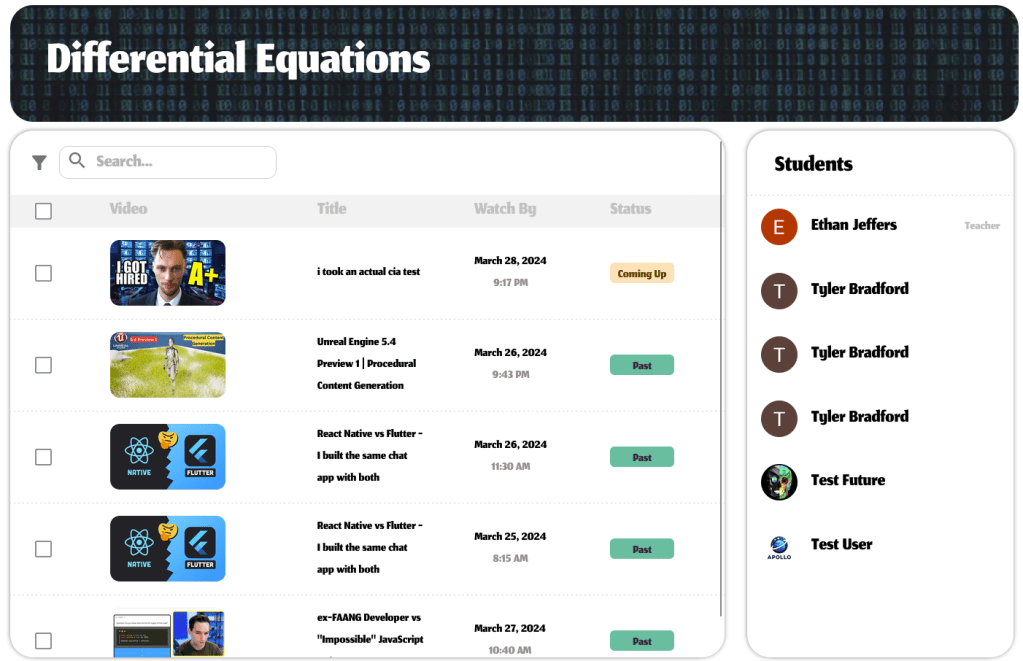 Differential Equations
Search...
Students
Video Title Watch By Status
Ethan Jeffers Teacher
I GOT
HIRED
A+
i took an actual cia test
March 28, 2024
9:17 PM
Coming Up
Tyler Bradford
5.4 Preview 1
Procedural Content
Generation
Unreal Engine 5.4
Preview 1 | Procedural
Content Generation
March 26, 2024
9:43 PM
Past
Tyler Bradford
NATIVE
FLUTTER
React Native vs Flutter -
I built the same chat
app with both
March 26, 2024
11:30 AM
Past
Tyler Bradford
Test Future
NATIVE
FLUTTER
React Native vs Flutter -
I built the same chat
app with both
March 25, 2024
8:15 AM
Past
APOLLO
Test User
ex-FAANG Developer vs
"Impossible" JavaScript
March 27, 2024
10:40 AM
Past
E
T
T
T